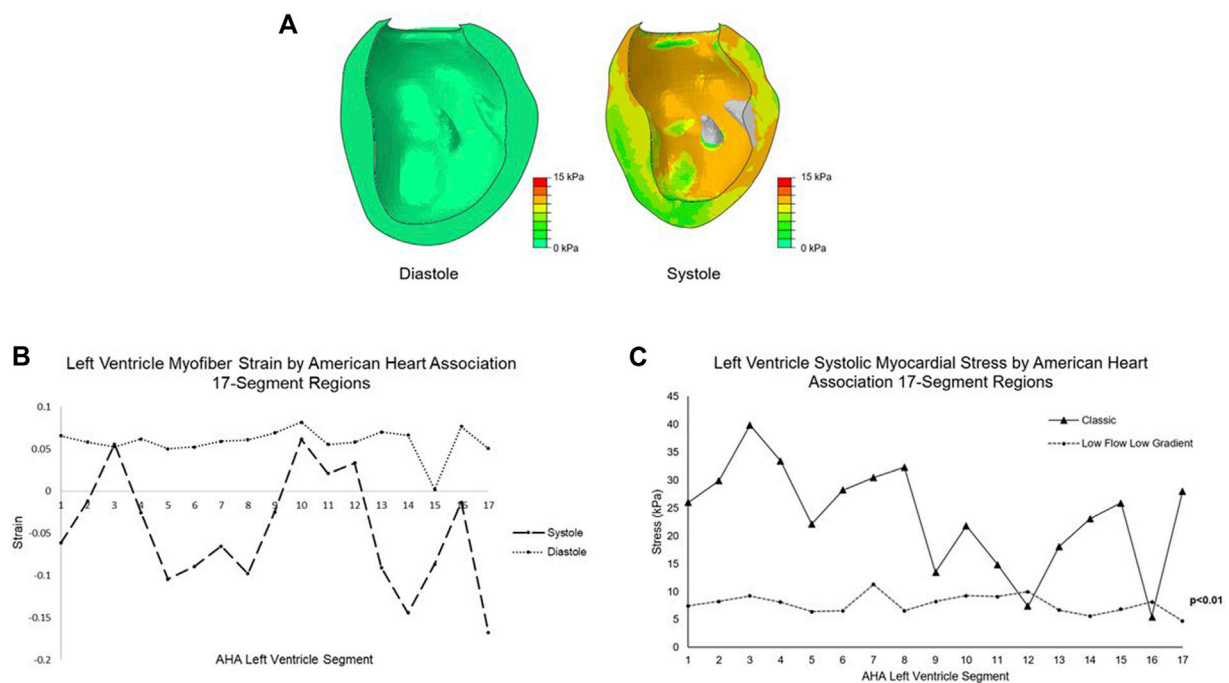 A
15 kPa
0 kPa
Diastole
15 kPa
0 kPa
Systole
B
Left Ventricle Myofiber Strain by American Heart Association
17-Segment Regions
0.1
0.05
0
-0.05
-0.1
-0.15
-0.2
Strain
1 2 3 4 5 6 7 8 9 10 11 12 13 14 15 16 17
Systole
Diastole
AHA Left Ventricle Segment
C
Left Ventricle Systolic Myocardial Stress by American Heart
Association 17-Segment Regions
45
40
35
30
25
20
15
10
5
0
Stress (kPa)
Classic
Low Flow Low Gradient
p<0.01
1 2 3 4 5 6 7 8 9 10 11 12 13 14 15 16 17
AHA Left Ventricle Segment